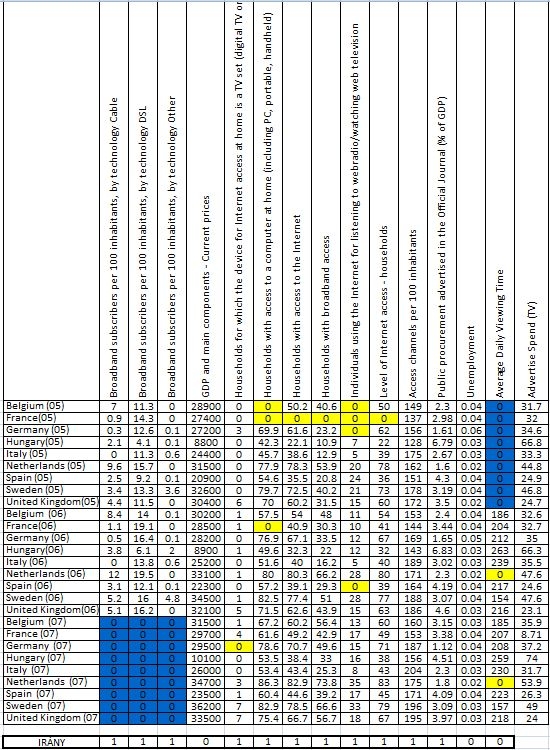 Broadband subscribers per 100 inhabitants, by technology Cable
Broadband subscribers per 100 inhabitants, by technology DSL
Broadband subscribers per 100 inhabitants, by technology Other
GDP and main components - Current prices
Households for which the device for Internet access at home is a TV set (digital TV or
Households with access to a computer at home (including PC, portable, handheld)
Households with access to the Internet
Households with broadband access
Individuals using the Internet for listening to webradio/watching web television
Level of Internet access - households
Access channels per 100 inhabitants
Public procurement advertised in the Official Journal (% of GDP)
Unemployment
Average Daily Viewing Time
Advertise Spend (TV)
Belgium (05) 7 11.3 0 28900 0 0 50.2 40.6 0 50 149 2.3 0.04 0 31.7
France(05) 0.9 14.3 0 27400 0 0 0 0 0 0 137 2.98 0.04 0 32
Germany (05) 0.3 12.6 0.1 27200 3 69.9 61.6 23.2 0 62 156 1.61 0.06 0 34.6
Hungary(05) 2.1 4.1 0.1 8800 0 42.3 22.1 10.9 7 22 128 6.79 0.03 0 66.8
Italy (05) 0 11.3 0.6 24400 0 45.7 38.6 12.9 5 39 175 2.67 0.03 0 33.3
Netherlands (05) 9.6 15.7 0 31500 0 77.9 78.3 53.9 20 78 162 1.6 0.02 0 44.8
Spain (05) 2.5 9.2 0.1 20900 0 54.6 35.5 20.8 24 36 151 4.3 0.04 0 24.9
Sweden (05) 3.4 13.3 3.6 32600 0 79.7 72.5 40.2 21 73 178 3.19 0.04 0 46.8
United Kingdom(05) 4.4 11.5 0 30400 6 70 60.2 31.5 15 60 172 3.5 0.02 0 24.7
Belgium (06) 8.4 14 0.1 30200 1 57.5 54 48 11 54 153 2.4 0.04 186 32.6
France(06) 1.1 19.1 0 28500 1 0 40.9 30.3 10 41 144 3.44 0.04 204 32.7
Germany (06) 0.5 16.4 0.1 28200 2 76.9 67.1 33.5 12 67 169 1.65 0.05 212 35
Hungary(06) 3.8 6.1 2 8900 1 49.6 32.3 22 12 32 143 6.83 0.03 263 66.3
Italy (06) 0 13.8 0.6 25200 1 51.6 40 16.2 5 40 199 3.02 0.03 239 35.5
Netherlands (06) 12 19.5 0 33100 1 80 80.3 66.2 28 80 171 2.3 0.02 0 47.6
Spain (06) 3.1 12.1 0.1 22300 0 57.2 39.1 29.3 0 39 164 4.19 0.04 217 24.6
Sweden (06) 5.2 16 4.8 34500 1 82.5 77.4 51 28 77 188 3.07 0.04 154 47.6
United Kingdom(06) 5.1 16.2 0 32100 5 71.5 62.6 43.9 15 63 186 4.6 0.03 216 23.1
Belgium (07) 0 0 0 31500 1 67.2 60.2 56.4 13 60 160 3.15 0.03 185 35.9
France (07) 0 0 0 29700 4 61.6 49.2 42.9 17 49 153 3.38 0.04 207 8.71
Germany (07) 0 0 0 29500 0 78.6 70.7 49.6 15 71 187 1.12 0.04 208 37.2
Hungary (07) 0 0 0 10100 0 53.5 38.4 33 16 38 156 4.51 0.03 259 74
Italy (07) 0 0 0 26000 0 53.4 43.4 25.3 8 43 204 2.3 0.03 230 31.7
Netherlands (07) 0 0 0 34700 3 86.3 82.9 73.8 35 83 175 1.8 0.02 0 53.9
Spain (07) 0 0 0 23500 1 60.4 44.6 39.2 17 45 171 4.09 0.04 223 26.3
Sweden (07) 0 0 0 36200 7 82.9 78.5 66.6 33 79 196 3.09 0.03 157 49
United Kingdom (07 0 0 0 33500 7 75.4 66.7 56.7 18 67 195 3.97 0.03 218 24
IRANY 1 1 1 0 1 1 1 1 1 1 1 1 0 0